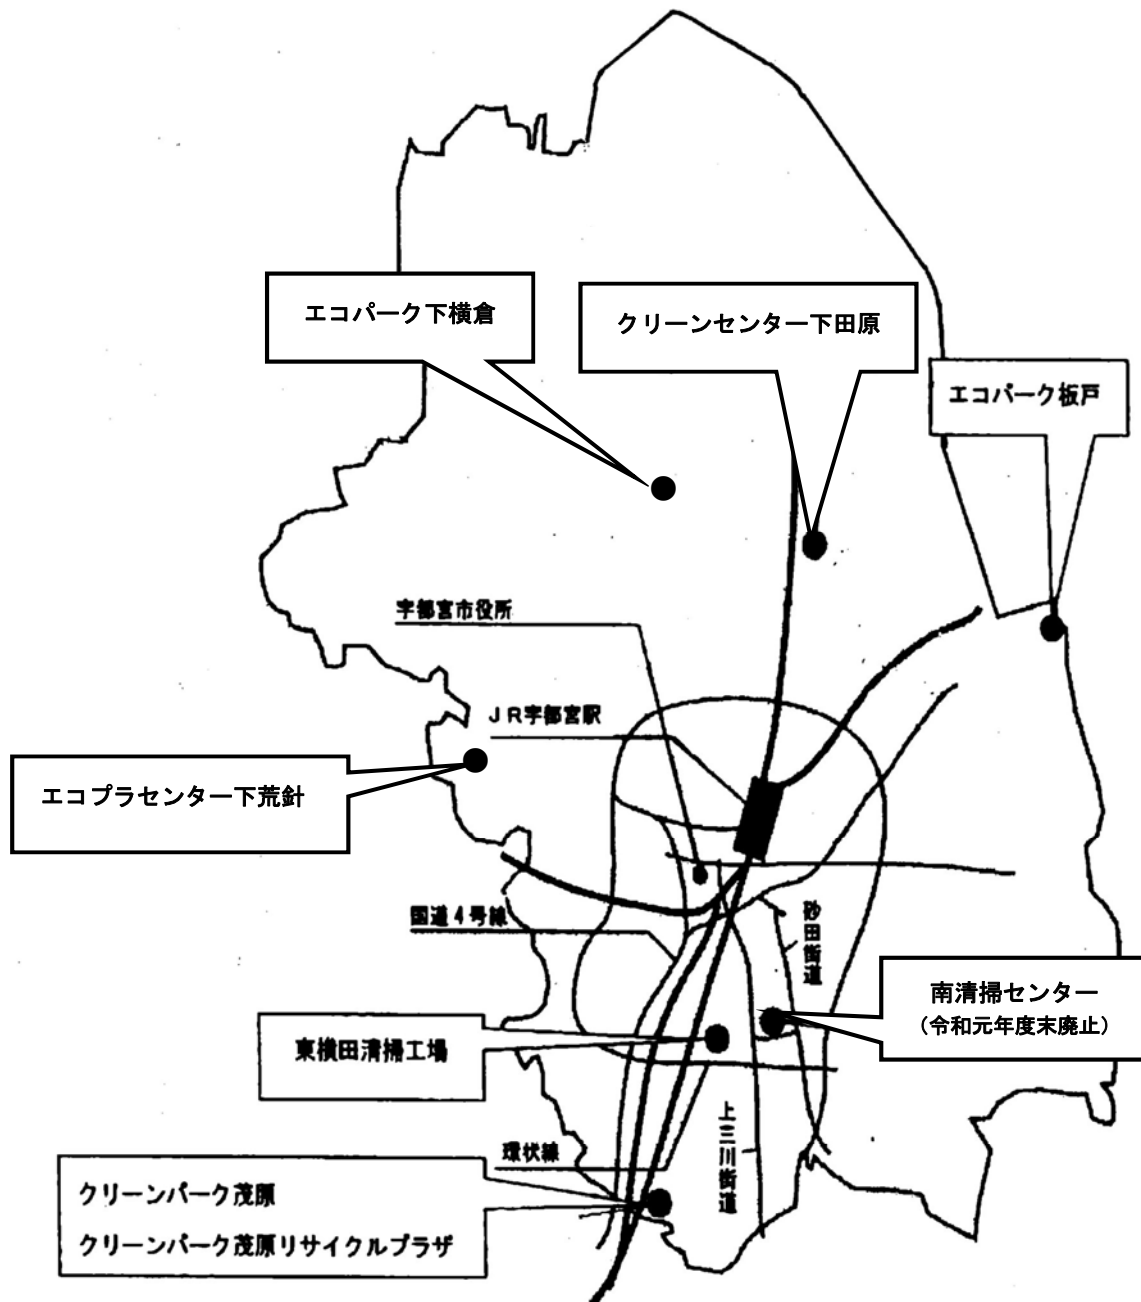 エコパーク下横倉
クリーンセンター下田原
エコパーク板戸
宇都宮市役所
JR宇都宮駅
エコプラセンター下荒針
国道4号線
砂田街道
南清掃センター
(令和元年度末廃止)
東横田清掃工場
上三川街道
環状線
クリーンパーク茂原
クリーンパーク茂原リサイクルプラザ